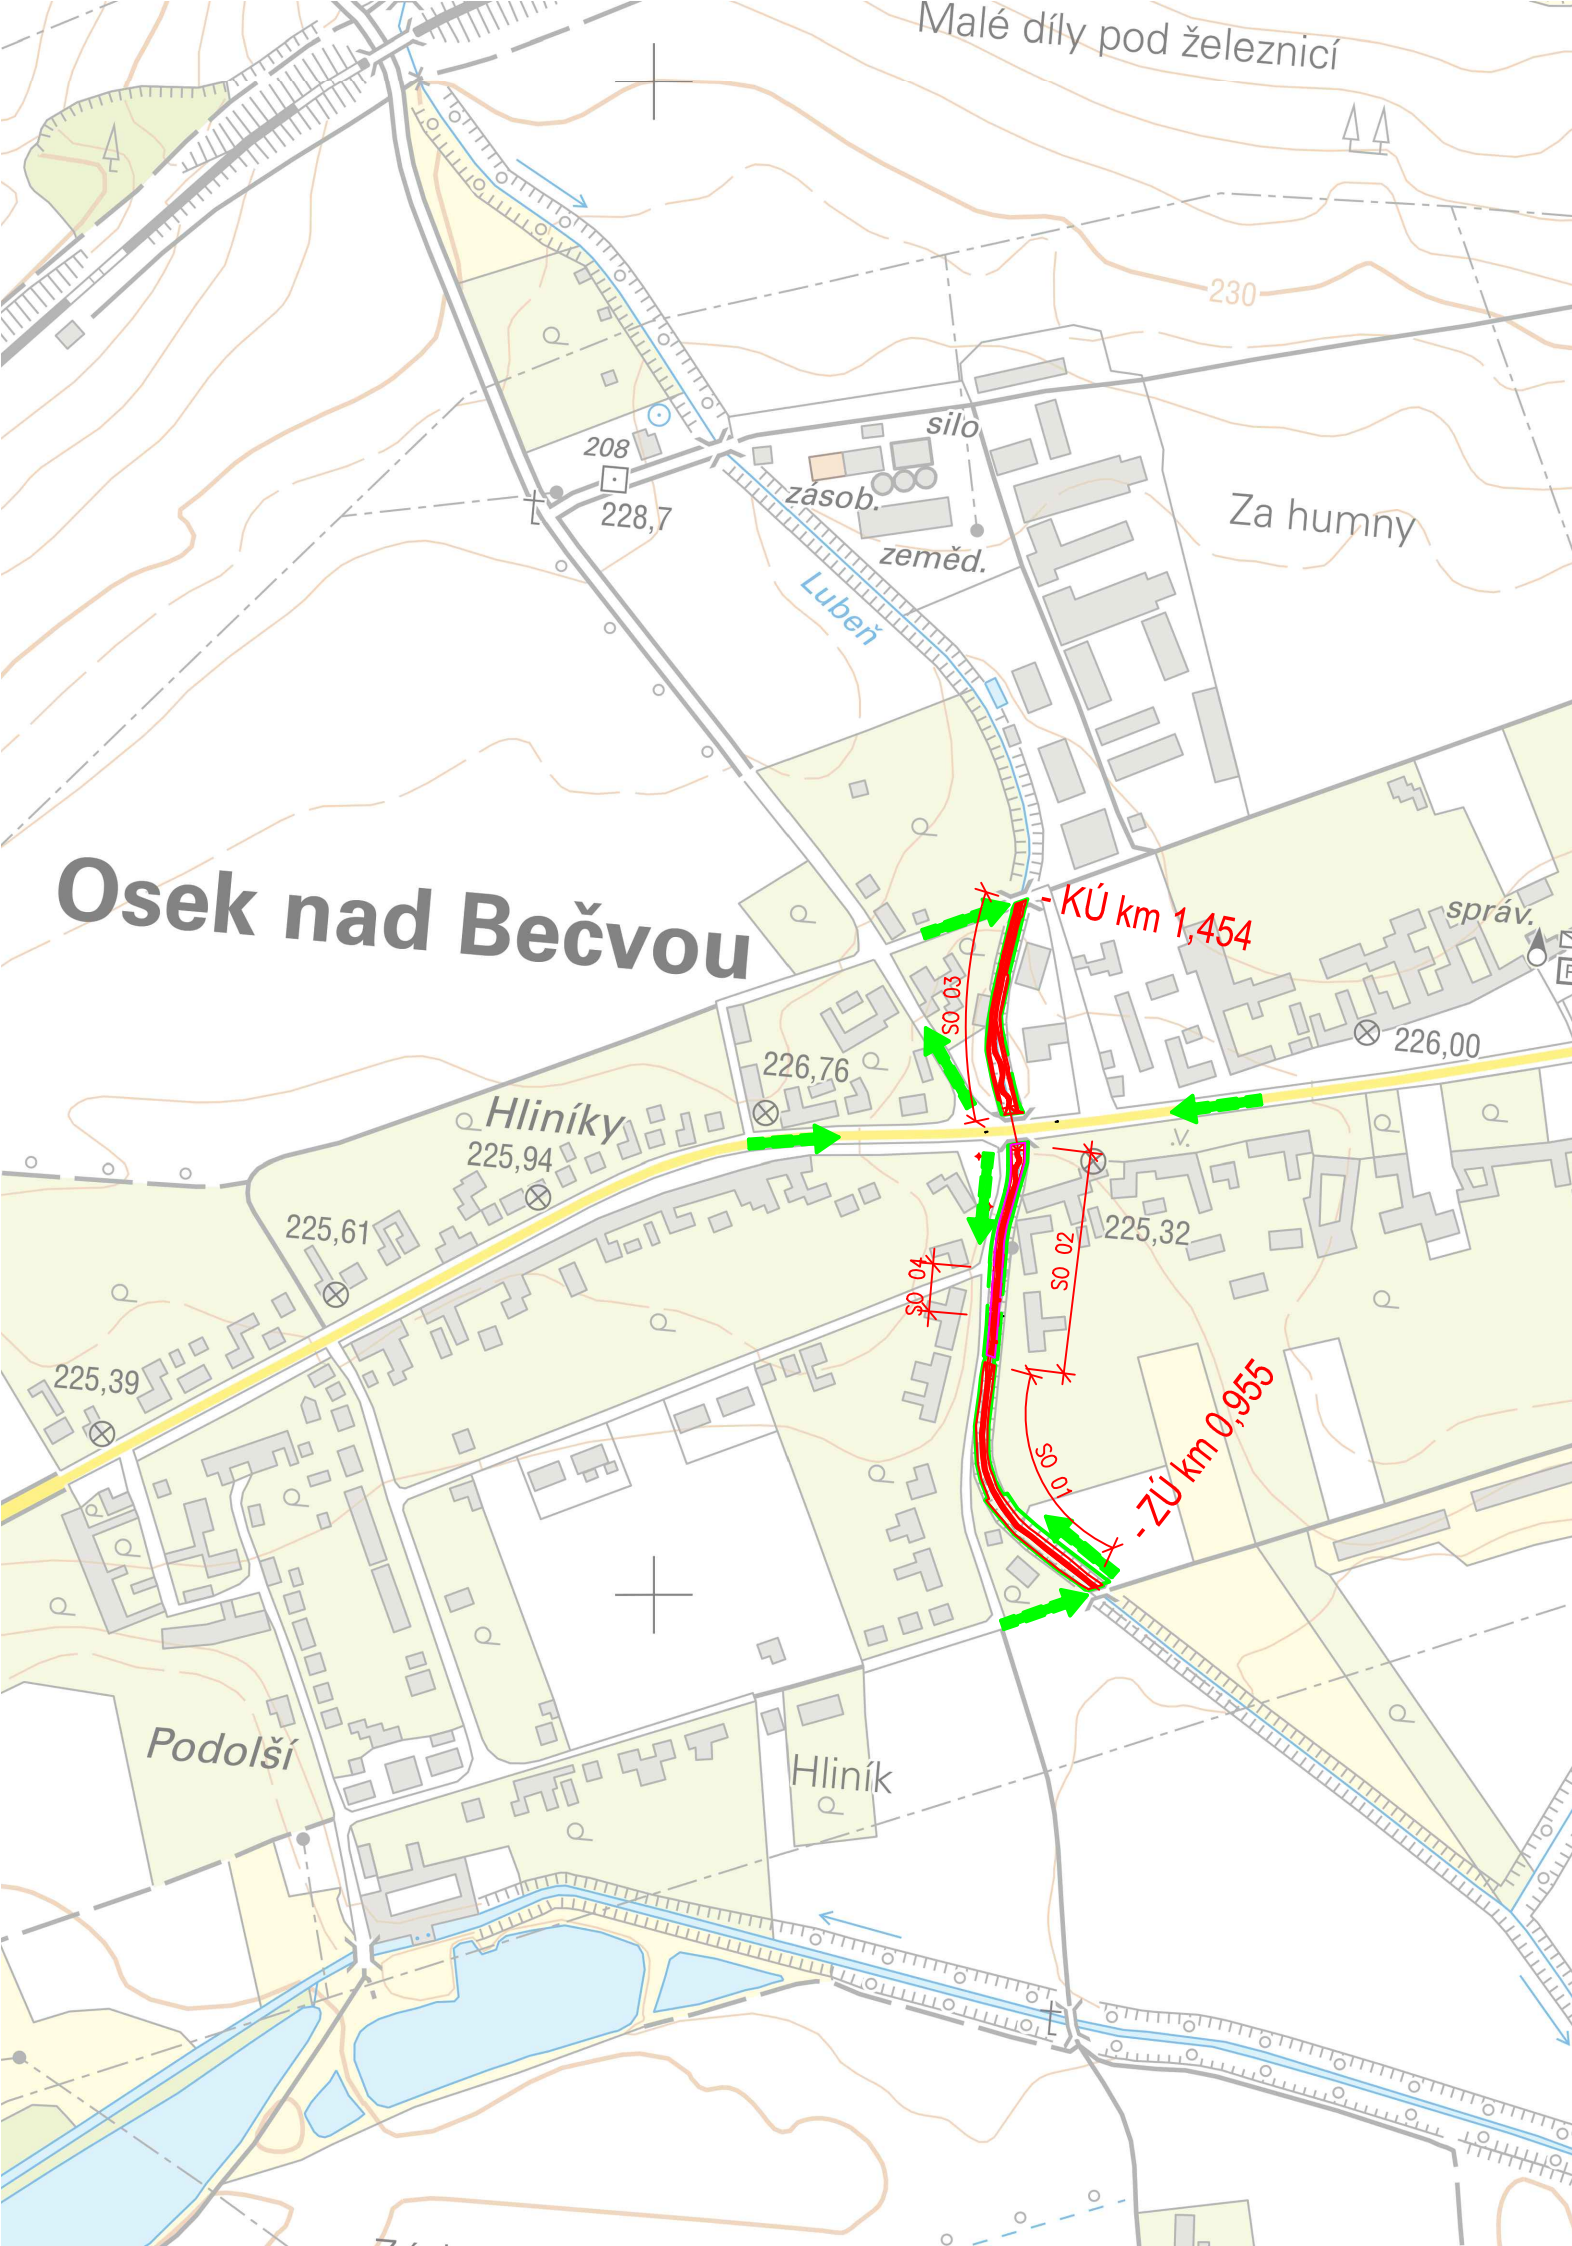 Malé díly pod železnicí
230
silo
208
zásob.
228,7
Za humny
zeměd.
Lubeň
Osek nad Bečvou
- KÚ km 1,454
správ.
SO 03
226,00
226,76
Hliníky
225,94
v.
225,61
225,32
SO 02
SO 04
225,39
- ZÚ km 0,955
SO 01
Podolší
Hliník